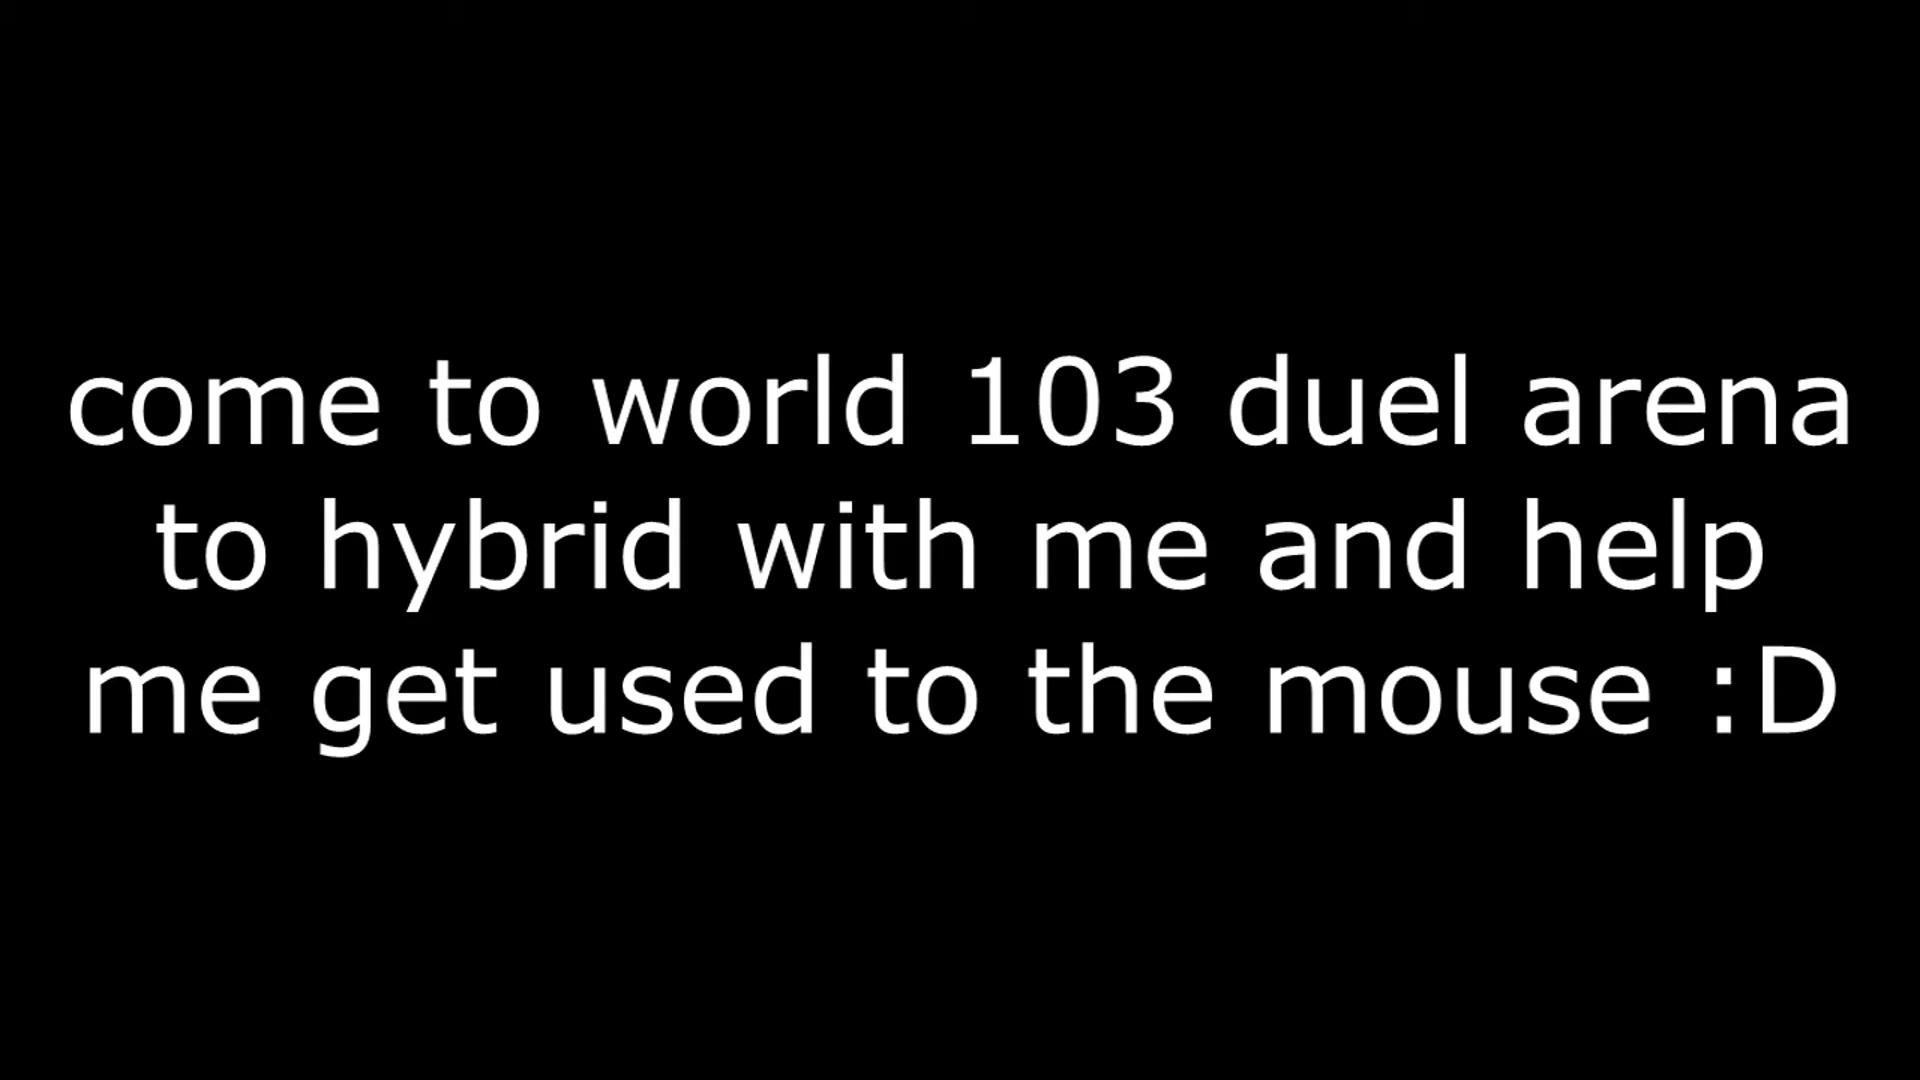 come to world 103 duel arena
to hybrid with me and help
me get used to the mouse :D